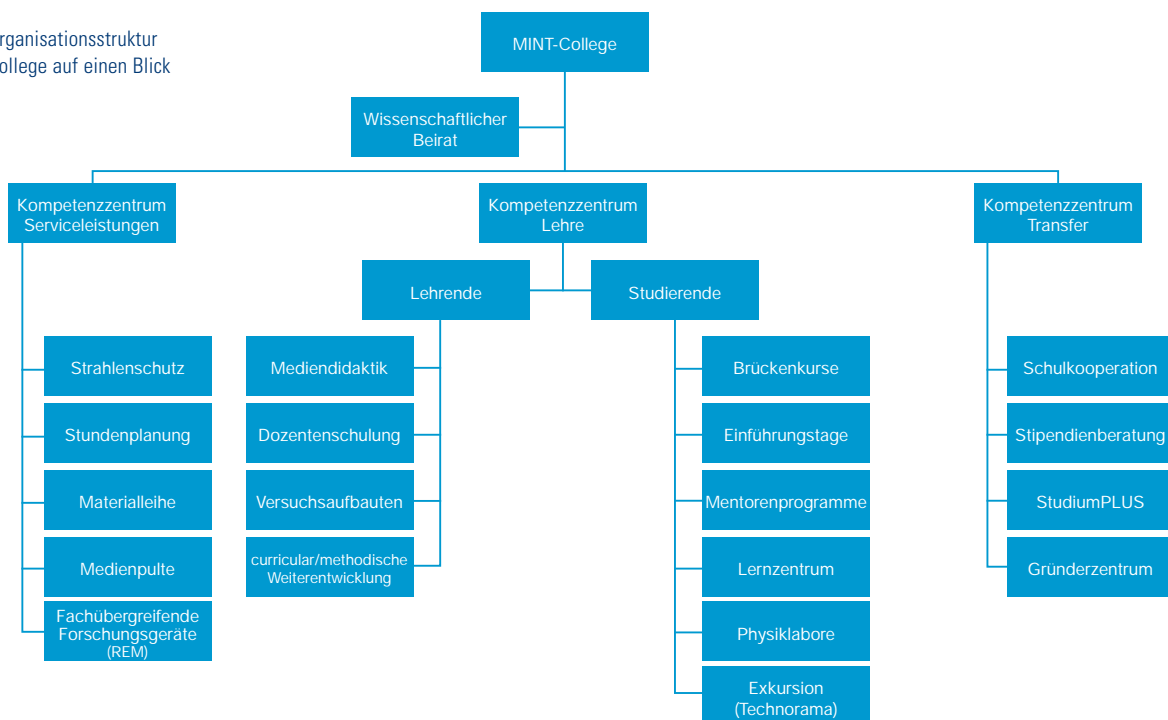 rganisationsstruktur
ollege auf einen Blick
MINT-College
Wissenschaftlicher
Beirat
Kompetenzzentrum
Serviceleistungen
Kompetenzzentrum
Lehre
Kompetenzzentrum
Transfer
Lehrende
Studierende
Strahlenschutz
Stundenplanung
Materialleihe
Medienpulte
Fachübergreifende
Forschungsgeräte
(REM)
Mediendidaktik
Dozentenschulung
Versuchsaufbauten
curricular/methodische
Weiterentwicklung
Brückenkurse
Einführungstage
Mentorenprogramme
Lernzentrum
Physiklabore
Exkursion
(Technorama)
Schulkooperation
Stipendienberatung
StudiumPLUS
Gründerzentrum